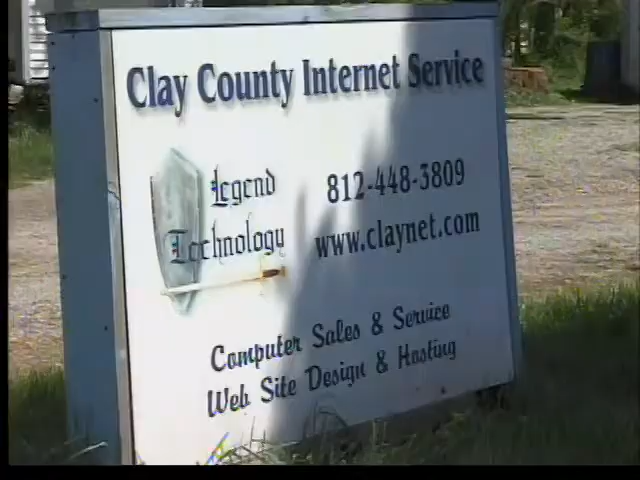 Clay County Internet Service
Legend
Technology
812-448-3809
www.claynet.com
Computer Sales & Service
Web Site Design & Hosting